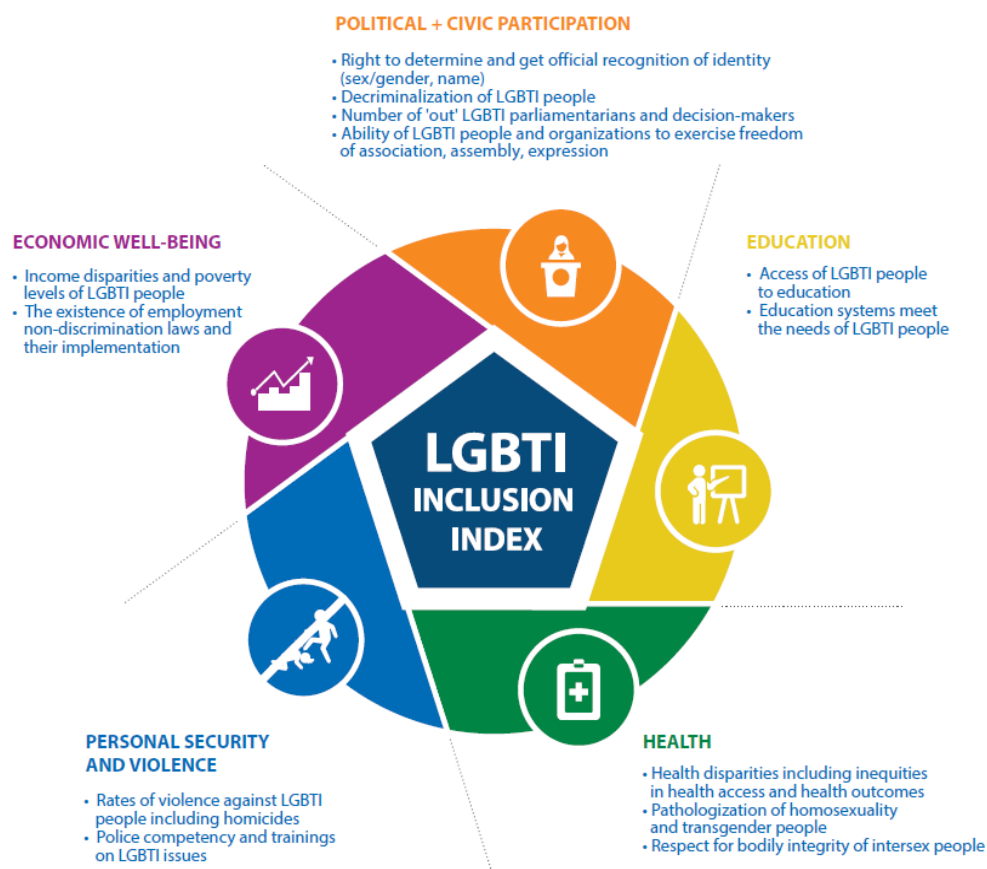 POLITICAL + CIVIC PARTICIPATION
• Right to determine and get official recognition of identity
(sex/gender, name)
• Decriminalization of LGBTI people
• Number of 'out' LGBTI parliamentarians and decision-makers
• Ability of LGBTI people and organizations to exercise freedom
of association, assembly, expression
ECONOMIC WELL-BEING
• Income disparities and poverty
levels of LGBTI people
• The existence of employment
non-discrimination laws and
their implementation
EDUCATION
• Access of LGBTI people
to education
• Education systems meet
the needs of LGBTI people
LGBTI
INCLUSION
INDEX
PERSONAL SECURITY
AND VIOLENCE
• Rates of violence against LGBTI
people including homicides
• Police competency and trainings
on LGBTI issues
HEALTH
• Health disparities including inequities
in health access and health outcomes
• Pathologization of homosexuality
and transgender people
• Respect for bodily integrity of intersex people